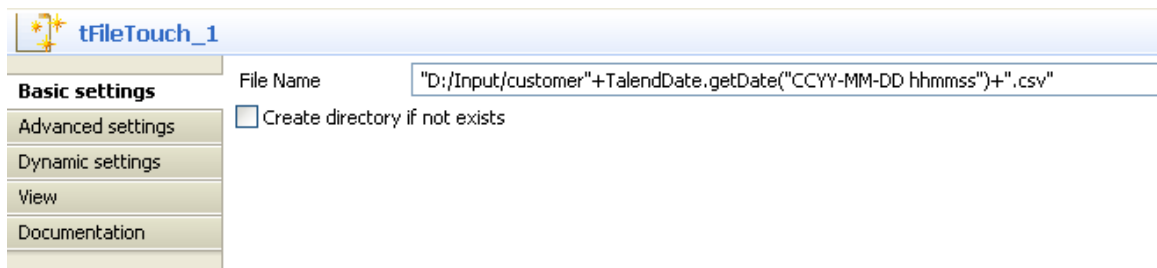 tFileTouch_1
Basic settings
File Name "D:/Input/customer"+TalendDate.getDate("CCYY-MM-DD hhmmss")+".csv"
Advanced settings
Create directory if not exists
Dynamic settings
View
Documentation